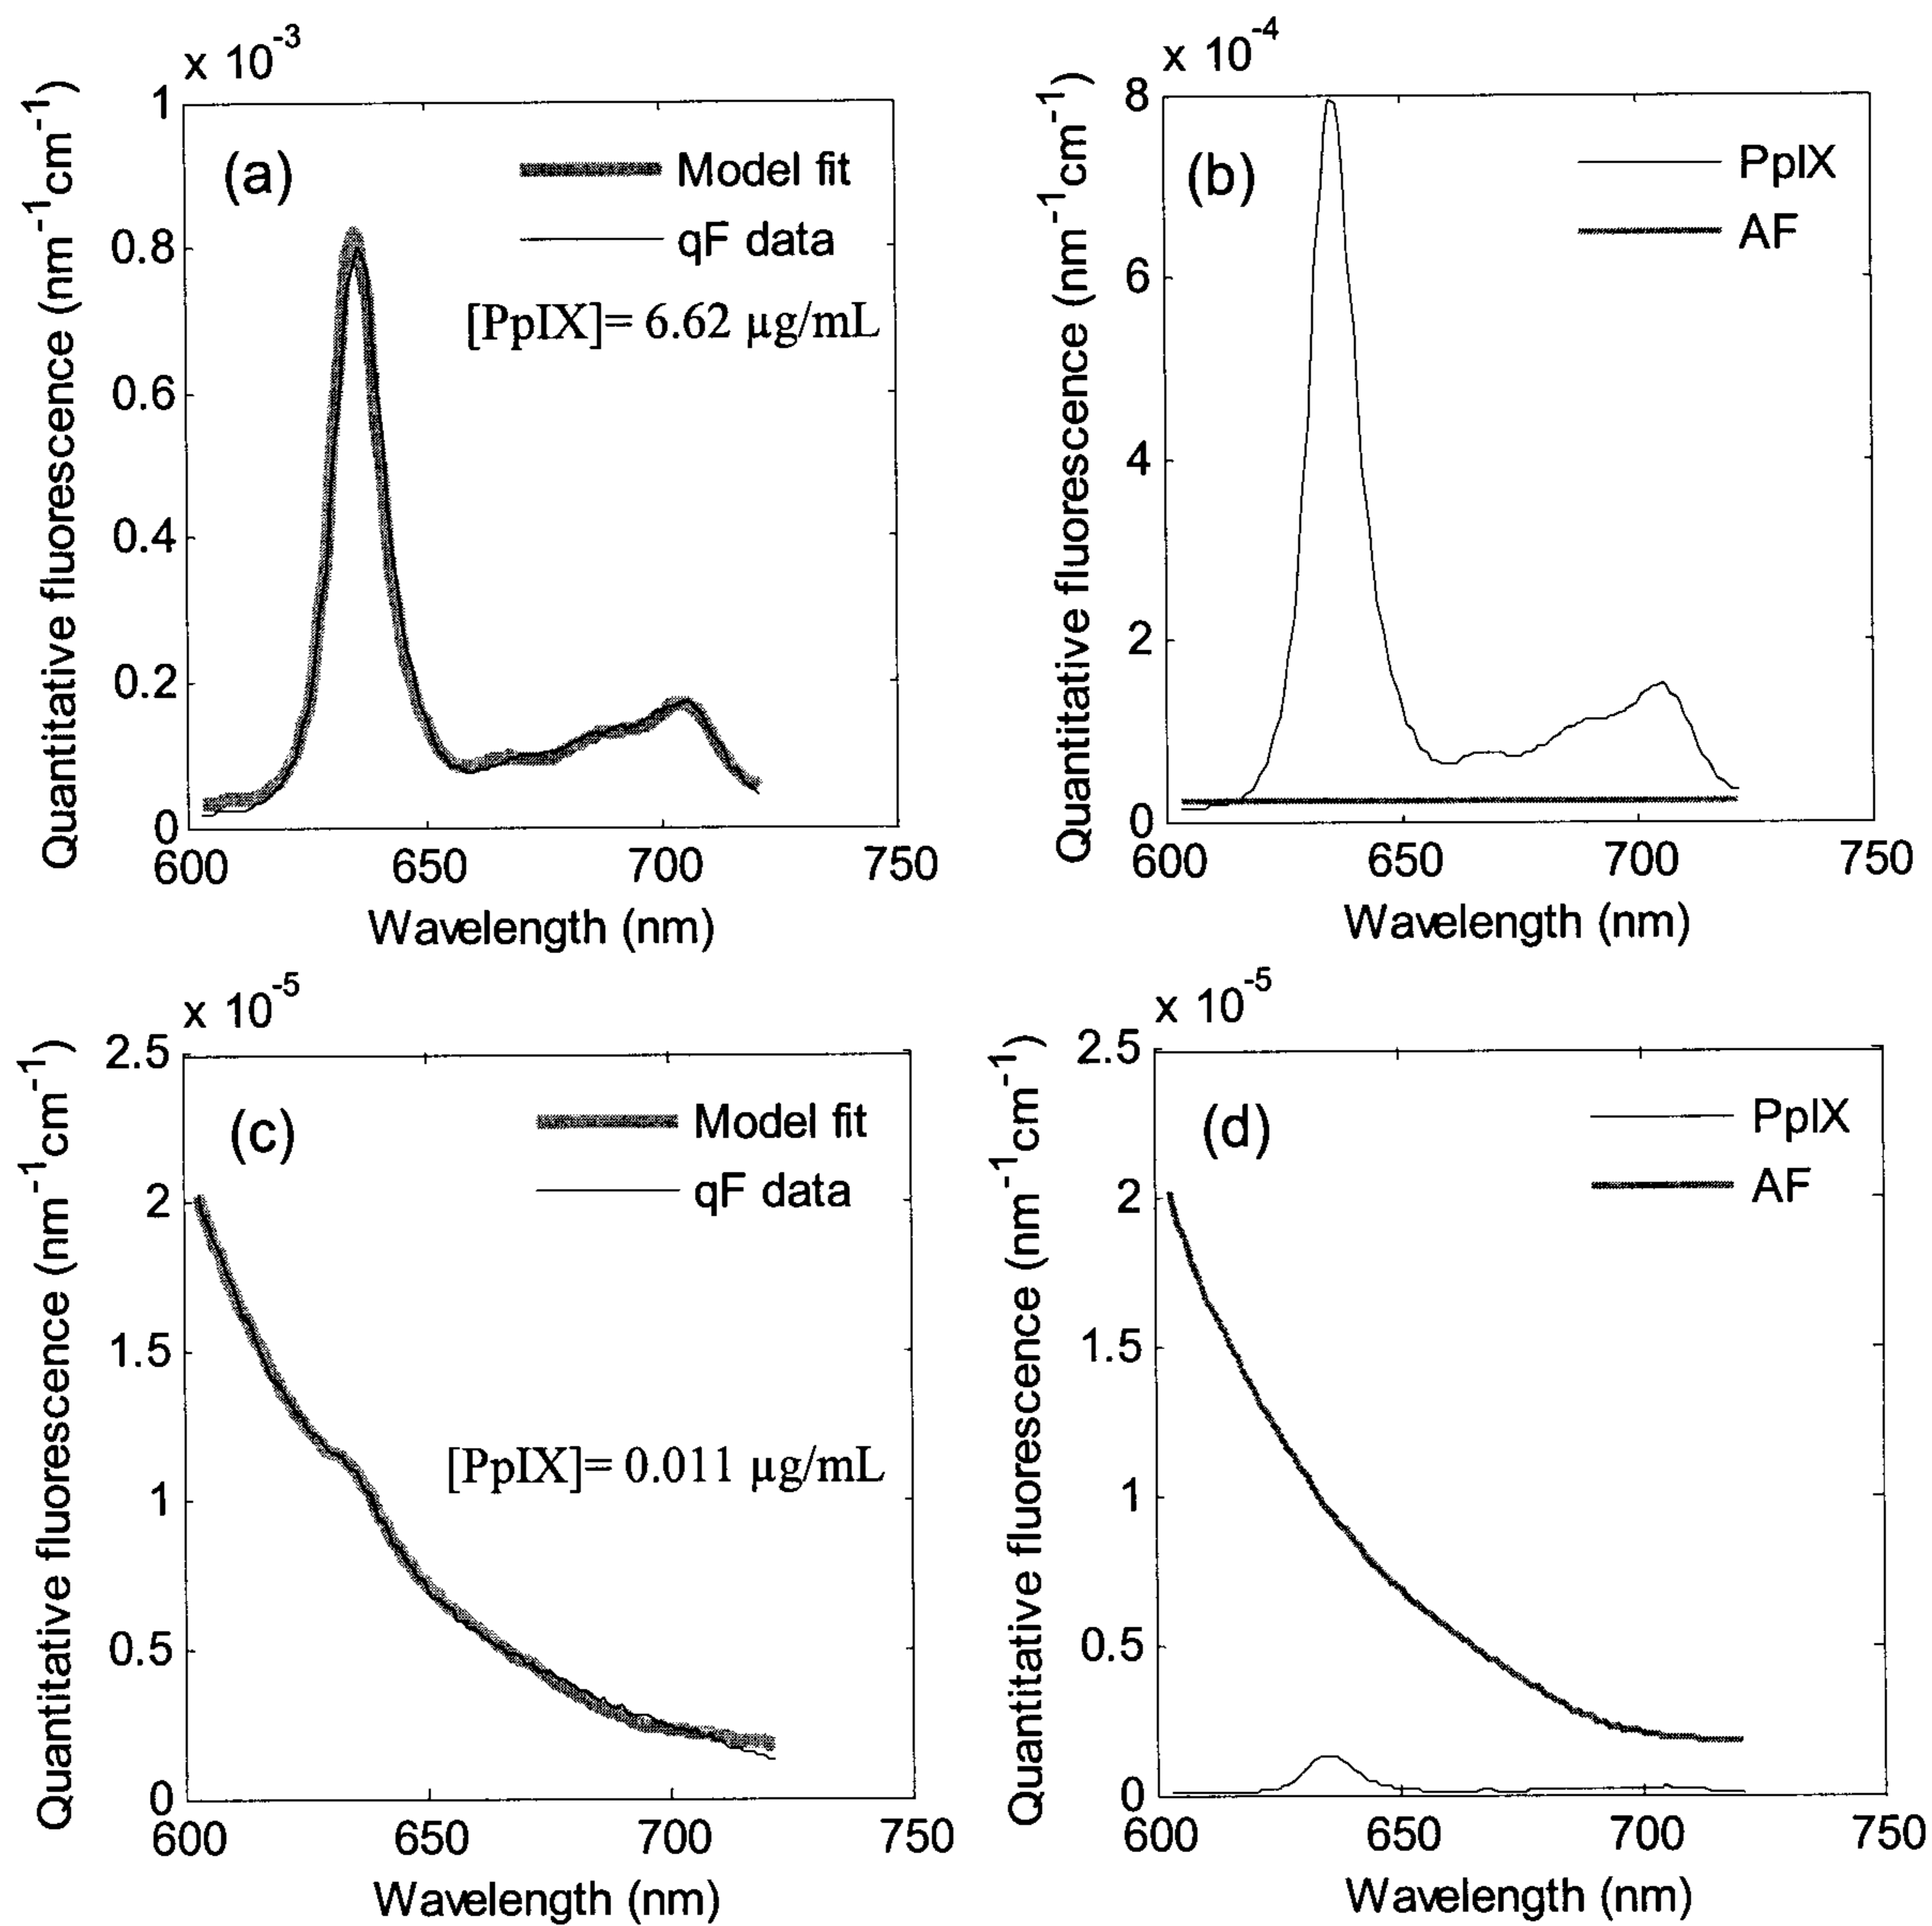 x 10⁻³
Quantitative fluorescence (nm⁻¹cm⁻¹)
1
0.8
0.6
0.4
0.2
0
(a)
Model fit
qF data
[PpIX]= 6.62 µg/mL
600 650 700 750
Wavelength (nm)
x 10⁻⁴
Quantitative fluorescence (nm⁻¹cm⁻¹)
8
6
4
2
0
(b)
PpIX
AF
600 650 700 750
Wavelength (nm)
x 10⁻⁵
Quantitative fluorescence (nm⁻¹cm⁻¹)
2.5
2
1.5
1
0.5
0
(c)
Model fit
qF data
[PpIX]= 0.011 µg/mL
600 650 700 750
Wavelength (nm)
x 10⁻⁵
Quantitative fluorescence (nm⁻¹cm⁻¹)
2.5
2
1.5
1
0.5
0
(d)
PpIX
AF
600 650 700 750
Wavelength (nm)